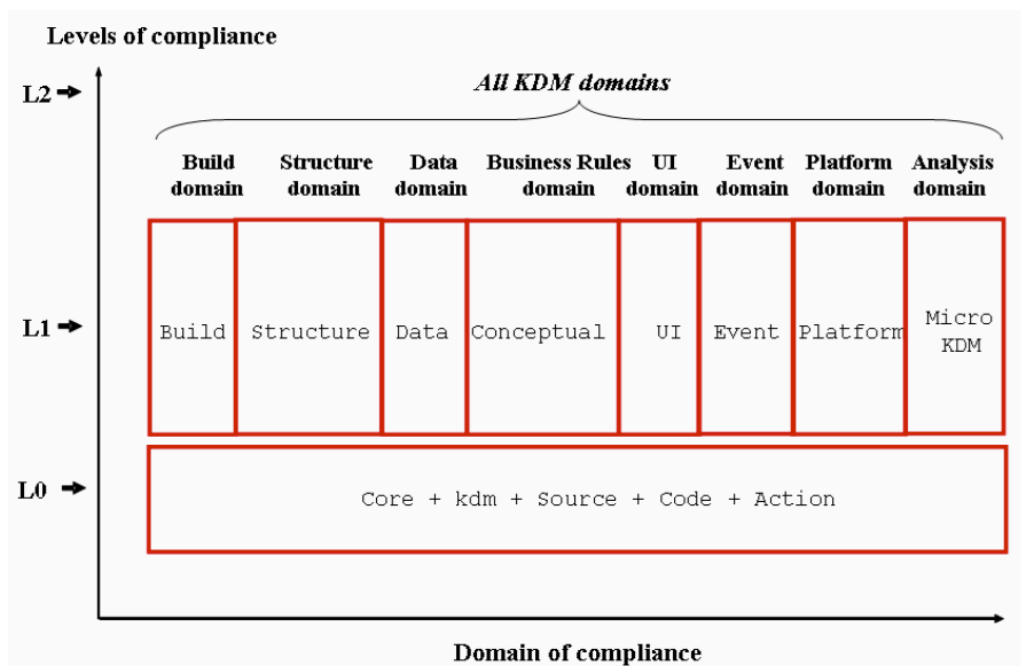 Levels of compliance
L2
All KDM domains
Build domain
Structure domain
Data domain
Business Rules domain
UI domain
Event domain
Platform domain
Analysis domain
L1
Build
Structure
Data
Conceptual
UI
Event
Platform
Micro
KDM
L0
Core + kdm + Source + Code + Action
Domain of compliance